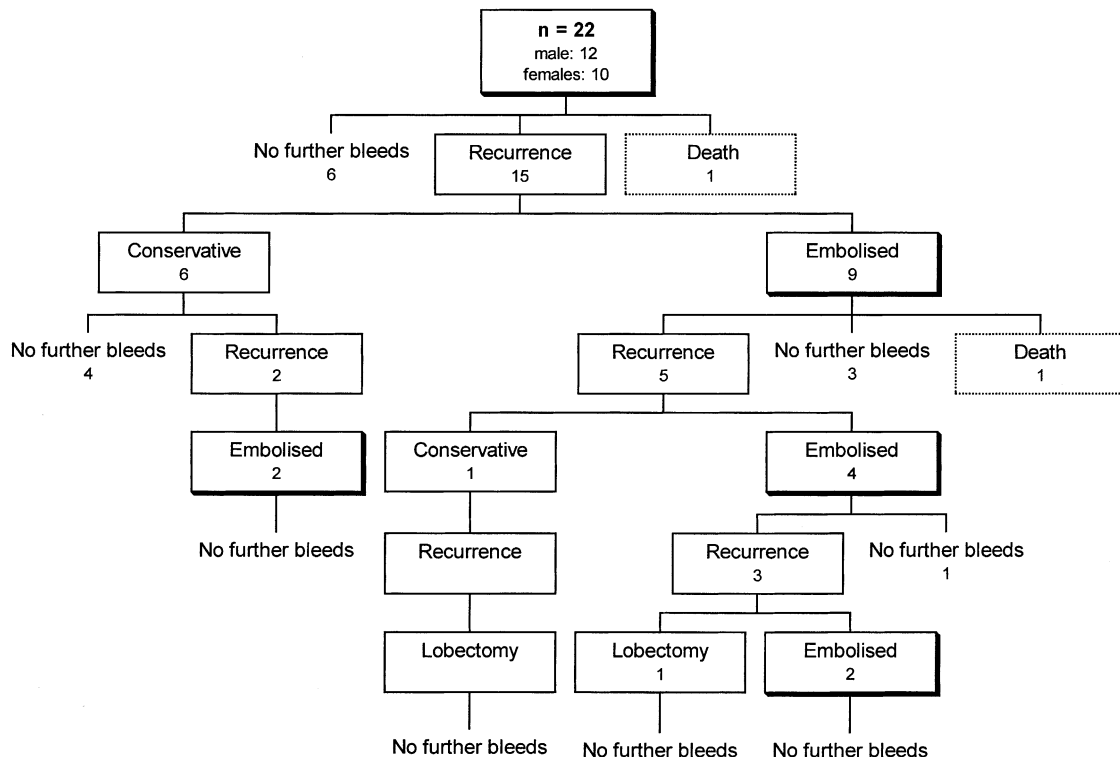 n = 22
male: 12
females: 10
No further bleeds
6
Recurrence
15
Death
1
Conservative
6
Embolised
9
No further bleeds
4
Recurrence
2
Recurrence
5
No further bleeds
3
Death
1
Embolised
2
Conservative
1
Embolised
4
No further bleeds
Recurrence
Recurrence
3
No further bleeds
1
Lobectomy
Lobectomy
1
Embolised
2
No further bleeds
No further bleeds
No further bleeds